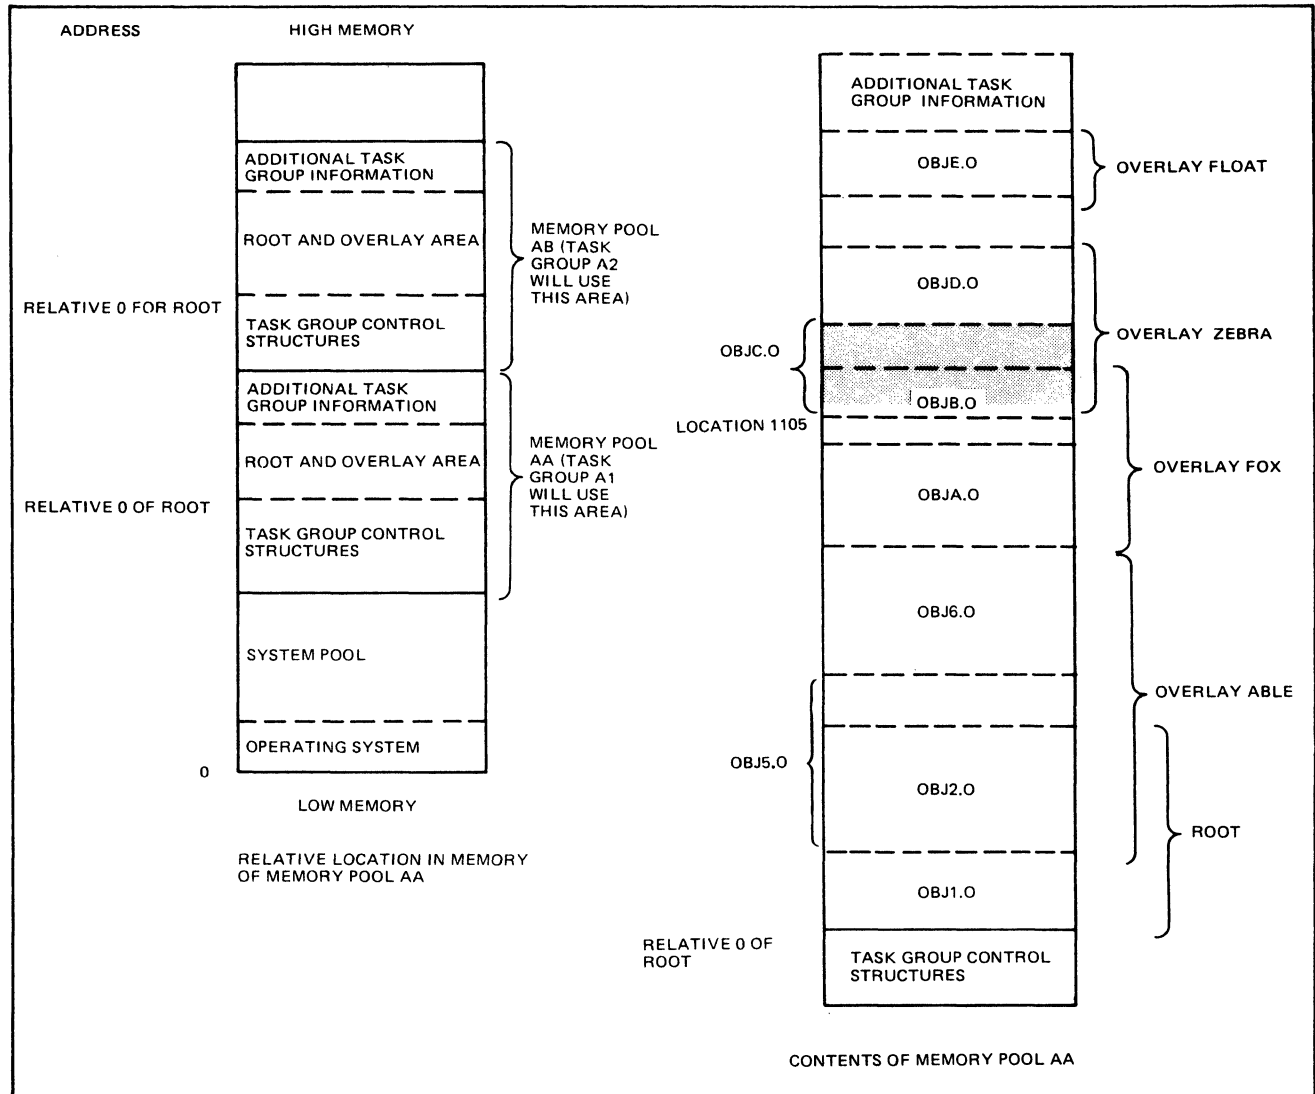 ADDRESS
HIGH MEMORY
ADDITIONAL TASK
GROUP INFORMATION
ROOT AND OVERLAY AREA
RELATIVE 0 FOR ROOT
TASK GROUP CONTROL
STRUCTURES
MEMORY POOL
AB (TASK
GROUP A2
WILL USE
THIS AREA)
ADDITIONAL TASK
GROUP INFORMATION
ROOT AND OVERLAY AREA
RELATIVE 0 OF ROOT
TASK GROUP CONTROL
STRUCTURES
MEMORY POOL
AA (TASK
GROUP A1
WILL USE
THIS AREA)
SYSTEM POOL
OPERATING SYSTEM
0
LOW MEMORY
RELATIVE LOCATION IN MEMORY
OF MEMORY POOL AA
ADDITIONAL TASK
GROUP INFORMATION
OBJE.O
OVERLAY FLOAT
OBJD.O
OVERLAY ZEBRA
OBJC.O
OBJB.O
LOCATION 1105
OVERLAY FOX
OBJA.O
OBJ6.O
OVERLAY ABLE
OBJ5.O
OBJ2.O
ROOT
OBJ1.O
RELATIVE 0 OF
ROOT
TASK GROUP CONTROL
STRUCTURES
CONTENTS OF MEMORY POOL AA